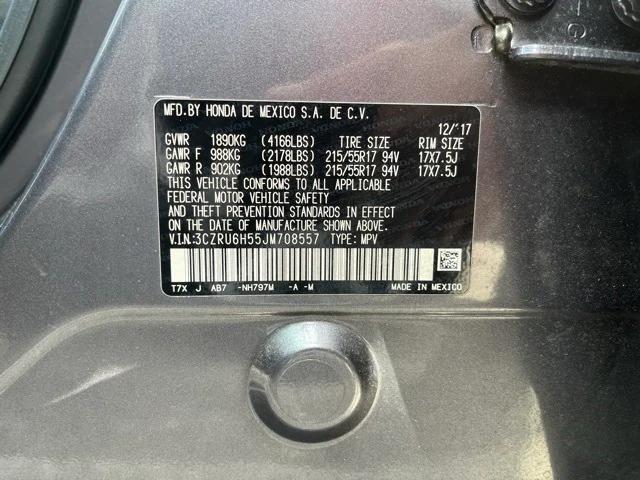 MFD.BY HONDA DE MEXICO S.A. DE C.V.
12/'17
GVWR 1890KG (4166LBS) TIRE SIZE RIM SIZE
GAWR F 988KG (2178LBS) 215/55R17 94V 17X7.5J
GAWR R 902KG (1988LBS) 215/55R17 94V 17X7.5J
THIS VEHICLE CONFORMS TO ALL APPLICABLE
FEDERAL MOTOR VEHICLE SAFETY
AND THEFT PREVENTION STANDARDS IN EFFECT
ON THE DATE OF MANUFACTURE SHOWN ABOVE.
V.I.N.:3CZRU6H55JM708557 TYPE: MPV
T7X J AB7 -NH797M -A -M MADE IN MEXICO